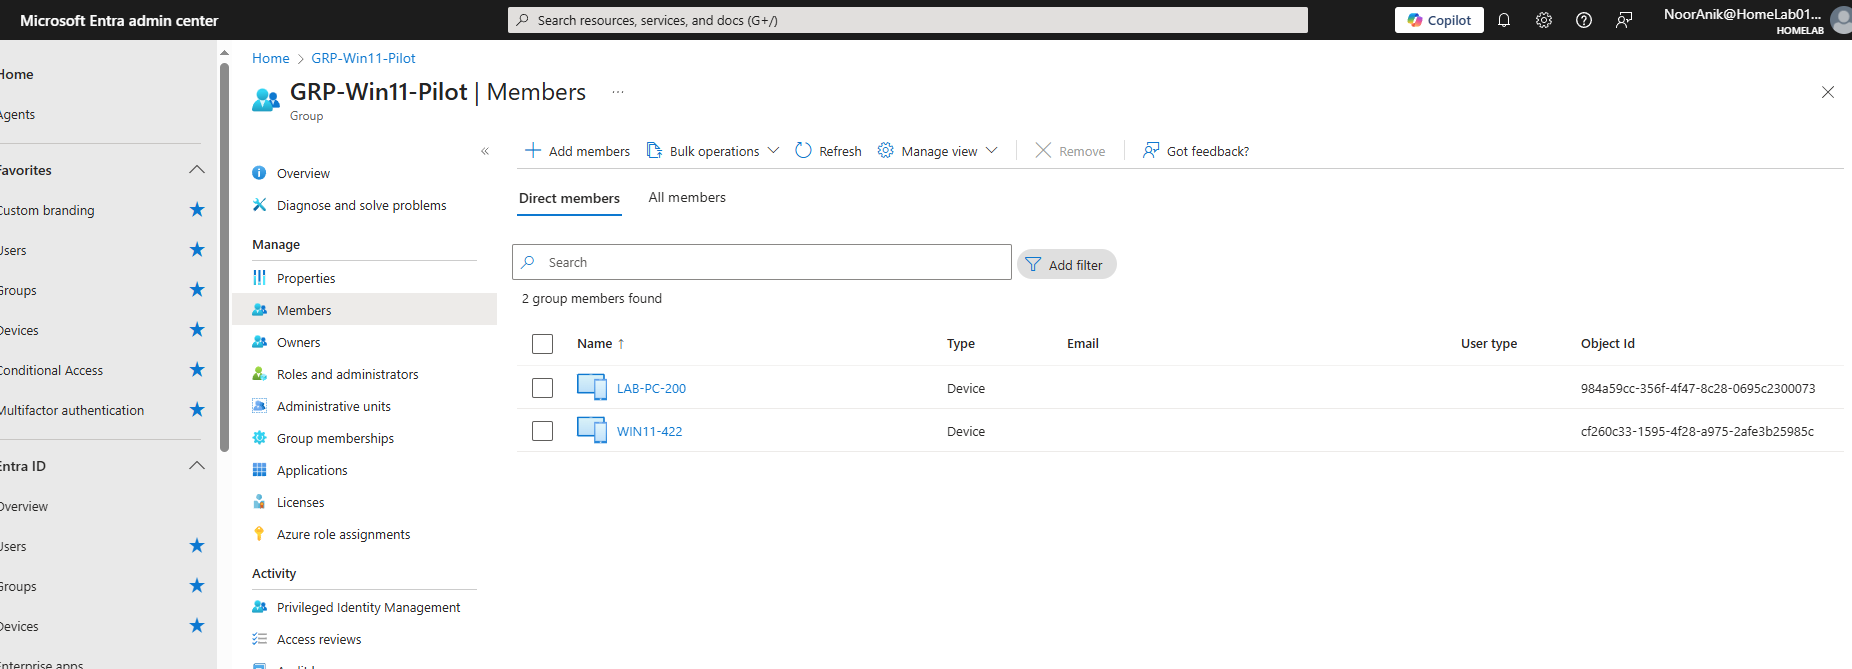 Microsoft Entra admin center
Search resources, services, and docs (G+/)
Copilot
NoorAnik@HomeLab01...
HOMELAB
Home
Agents
Favorites
Custom branding
Users
Groups
Devices
Conditional Access
Multifactor authentication
Entra ID
Overview
Users
Groups
Devices
Enterprise apps
Home > GRP-Win11-Pilot
GRP-Win11-Pilot | Members ...
Group
«
Overview
Diagnose and solve problems
Manage
Properties
Members
Owners
Roles and administrators
Administrative units
Group memberships
Applications
Licenses
Azure role assignments
Activity
Privileged Identity Management
Access reviews
Add members
Bulk operations
Refresh
Manage view
Remove
Got feedback?
Direct members
All members
Search
Add filter
2 group members found
Name ↑ Type Email User type Object Id
LAB-PC-200 Device 984a59cc-356f-4f47-8c28-0695c2300073
WIN11-422 Device cf260c33-1595-4f28-a975-2afe3b25985c